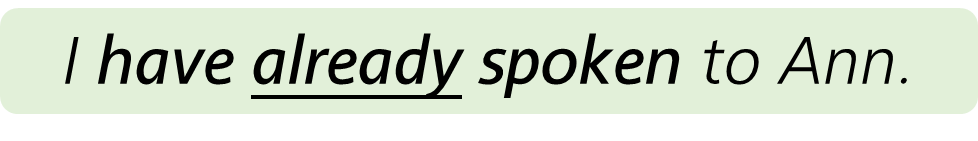 I have already spoken to Ann.